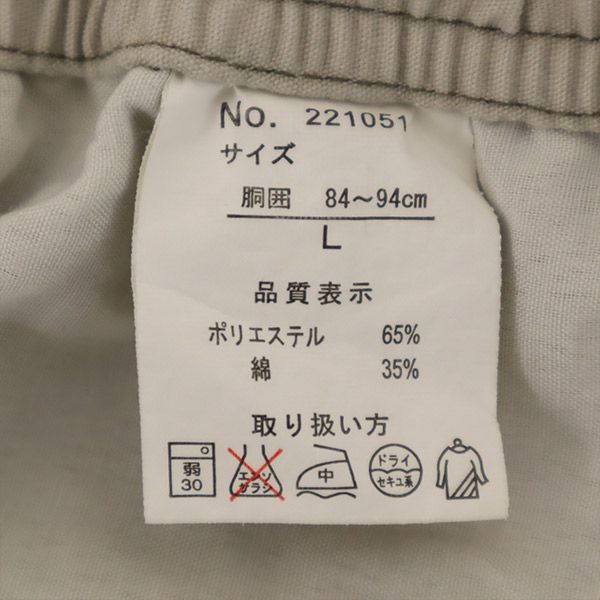 No. 221051
サイズ
胴囲 84～94cm
L
品質表示
ポリエステル 65%
綿 35%
取り扱い方
弱 30
エンソ サラシ
中
ドライ セキユ系